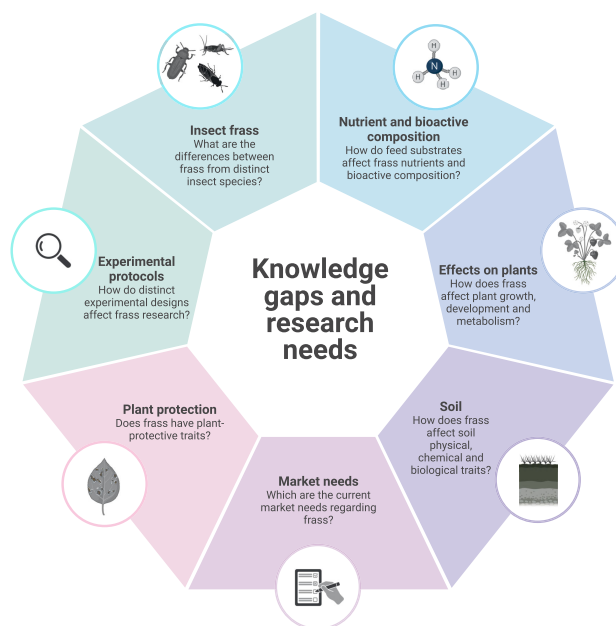 Insect frass
What are the
differences between
frass from distinct
insect species?
Nutrient and bioactive
composition
How do feed substrates
affect frass nutrients and
bioactive composition?
H
N
H
H
H
Effects on plants
How does frass
affect plant growth,
development and
metabolism?
Soil
How does frass
affect soil
physical,
chemical and
biological traits?
Market needs
Which are the current
market needs regarding
frass?
Plant protection
Does frass have plant-
protective traits?
Experimental
protocols
How do distinct
experimental designs
affect frass research?
Knowledge
gaps and
research
needs